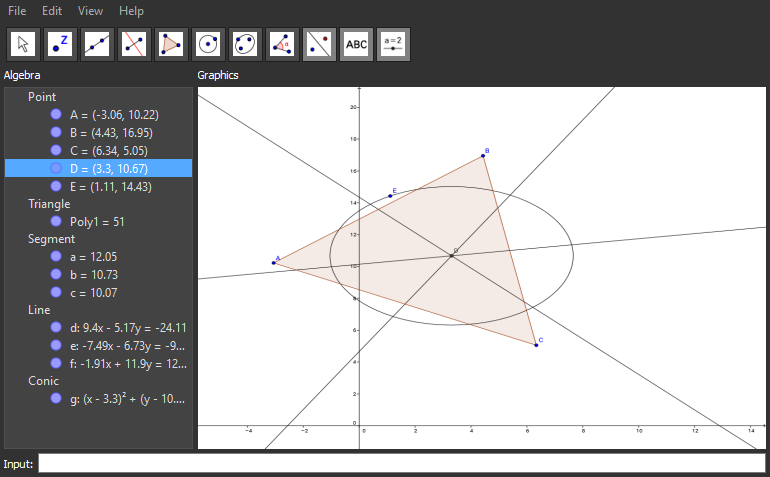 File Edit View Help
Z
α
ABC
a=2
Algebra
Graphics
Point
A = (-3.06, 10.22)
B = (4.43, 16.95)
C = (6.34, 5.05)
D = (3.3, 10.67)
E = (1.11, 14.43)
Triangle
Poly1 = 51
Segment
a = 12.05
b = 10.73
c = 10.07
Line
d: 9.4x - 5.17y = -24.11
e: -7.49x - 6.73y = -9...
f: -1.91x + 11.9y = 12...
Conic
g: (x - 3.3)² + (y - 10....
20
18
B
16
E
14
12
D
A
10
8
6
C
4
2
0
-4 -2 0 2 4 6 8 10 12 14
Input: